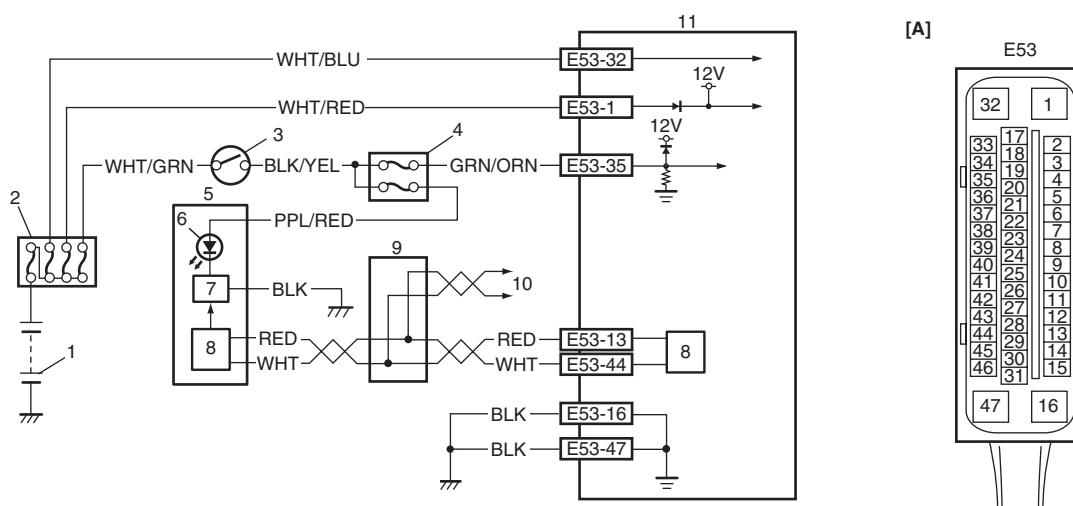 11
WHT/BLU E53-32
12V
WHT/RED E53-1
3 4 12V
WHT/GRN BLK/YEL GRN/ORN E53-35
2 5
6 PPL/RED
9
7 BLK 10
1 8 RED RED E53-13 8
WHT WHT E53-44
BLK E53-16
BLK E53-47
[A]
E53
32 1
33 17 2
34 18 3
35 19 4
36 20 5
37 21 6
38 22 7
39 23 8
40 24 9
41 25 10
42 26 11
43 27 12
44 28 13
45 29 14
46 30 15
31
47 16